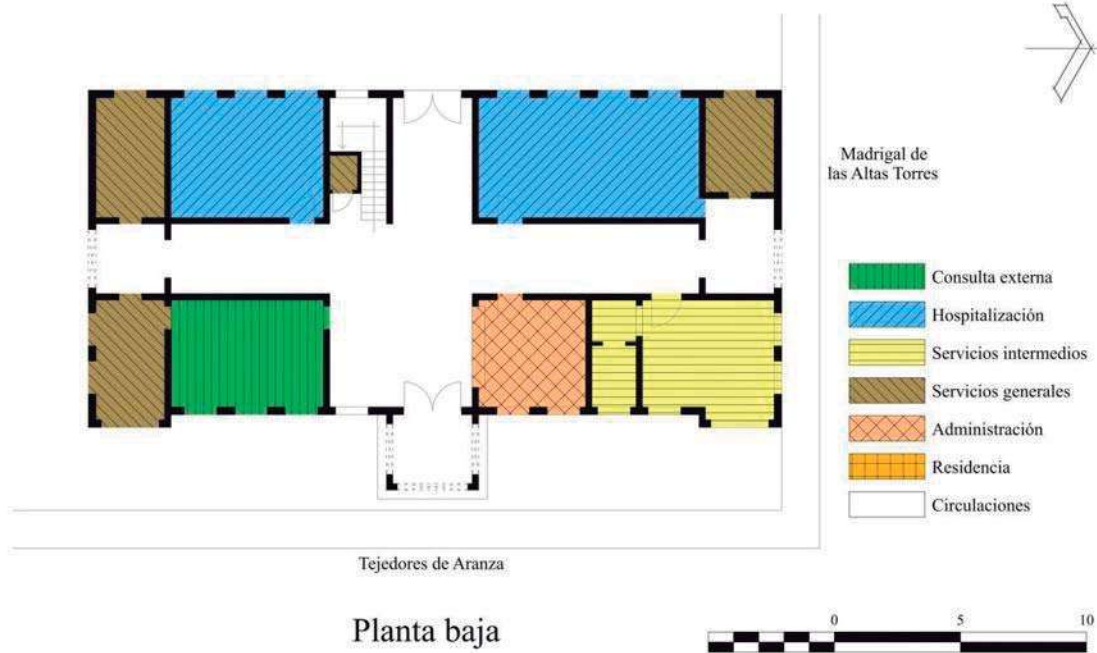 Madrigal de
las Altas Torres
Consulta externa
Hospitalización
Servicios intermedios
Servicios generales
Administración
Residencia
Circulaciones
Tejedores de Aranza
Planta baja
0 5 10